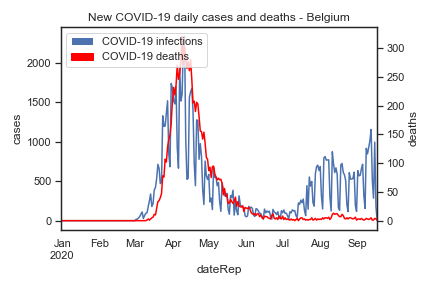 New COVID-19 daily cases and deaths - Belgium
COVID-19 infections
COVID-19 deaths
cases
2000
1500
1000
500
0
deaths
300
250
200
150
100
50
0
Jan Feb Mar Apr May Jun Jul Aug Sep
2020
dateRep